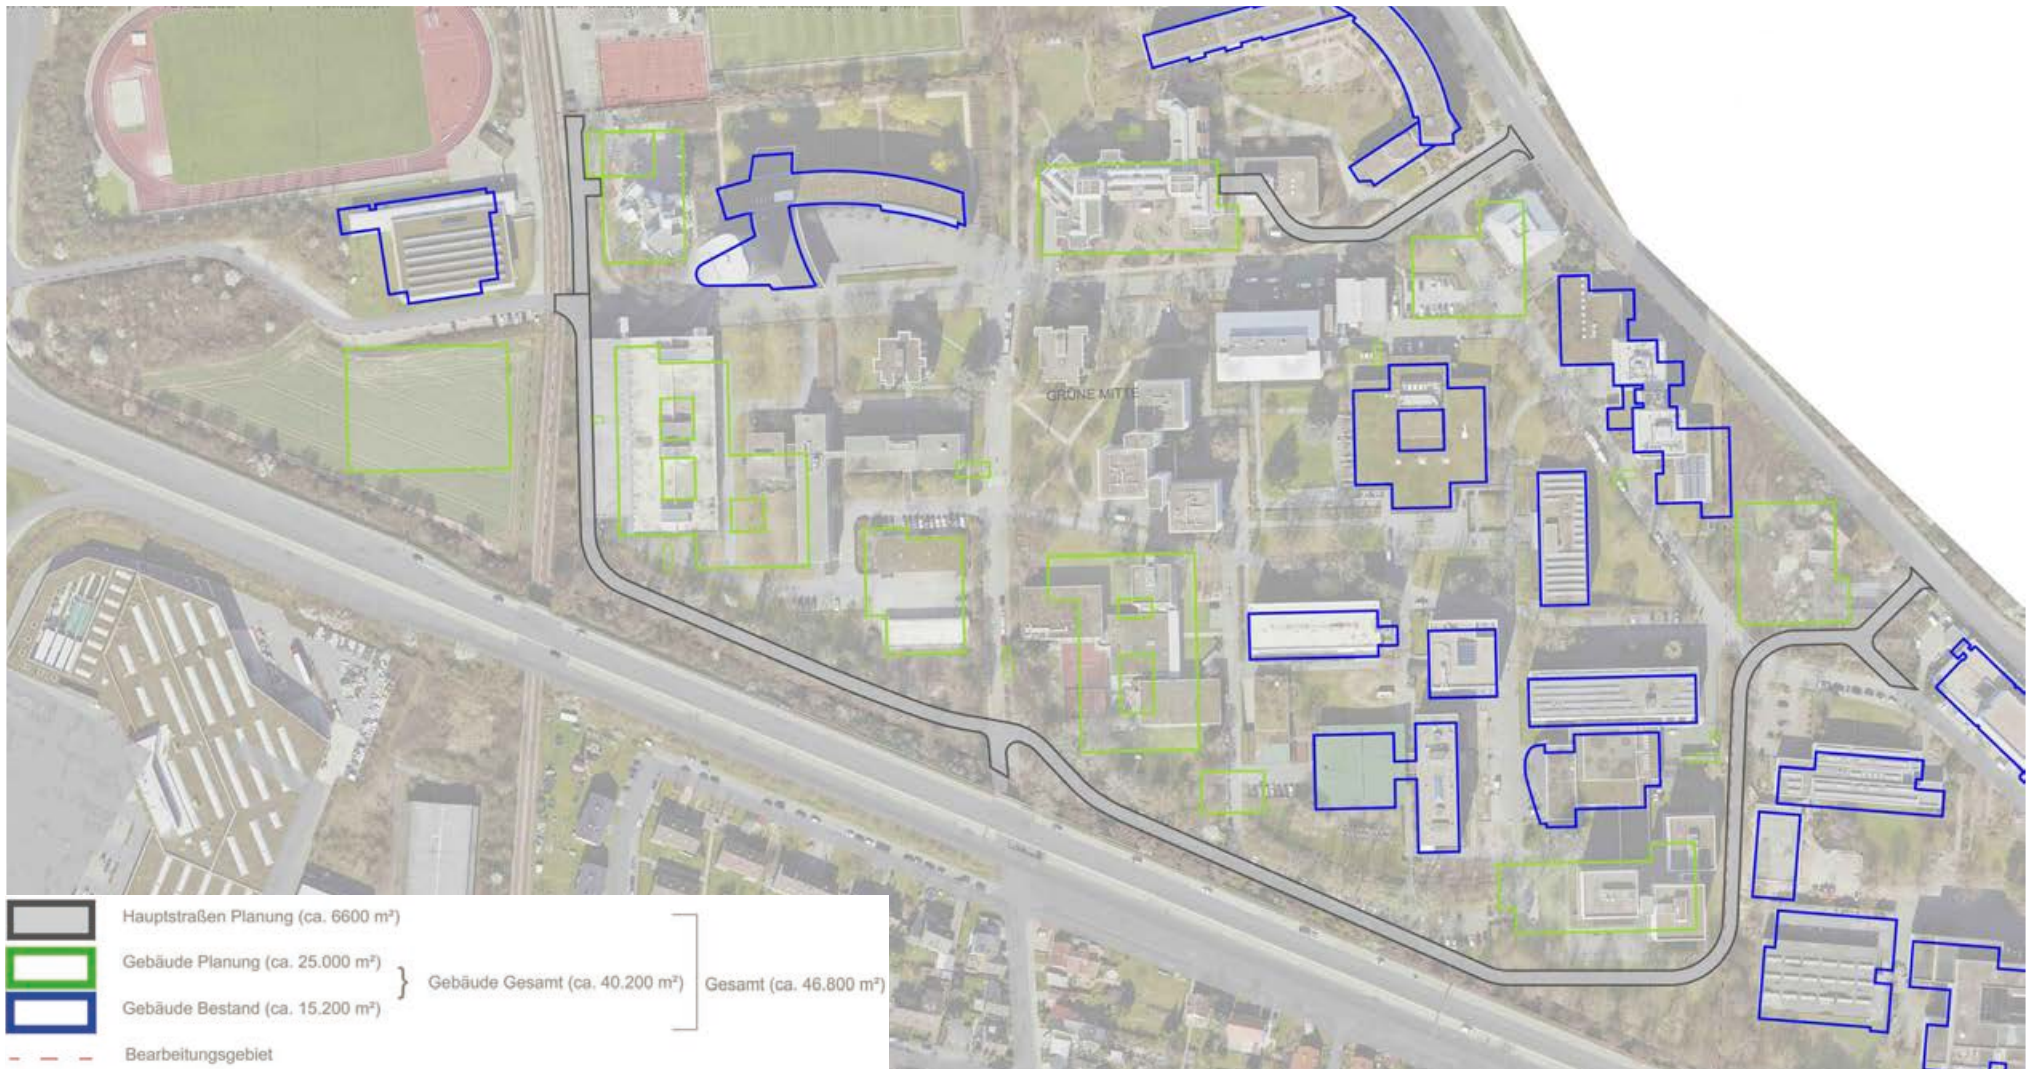 GRÜNE MITTE
Hauptstraßen Planung (ca. 6600 m²)
Gebäude Planung (ca. 25.000 m²)
} Gebäude Gesamt (ca. 40.200 m²)
Gesamt (ca. 46.800 m²)
Gebäude Bestand (ca. 15.200 m²)
Bearbeitungsgebiet